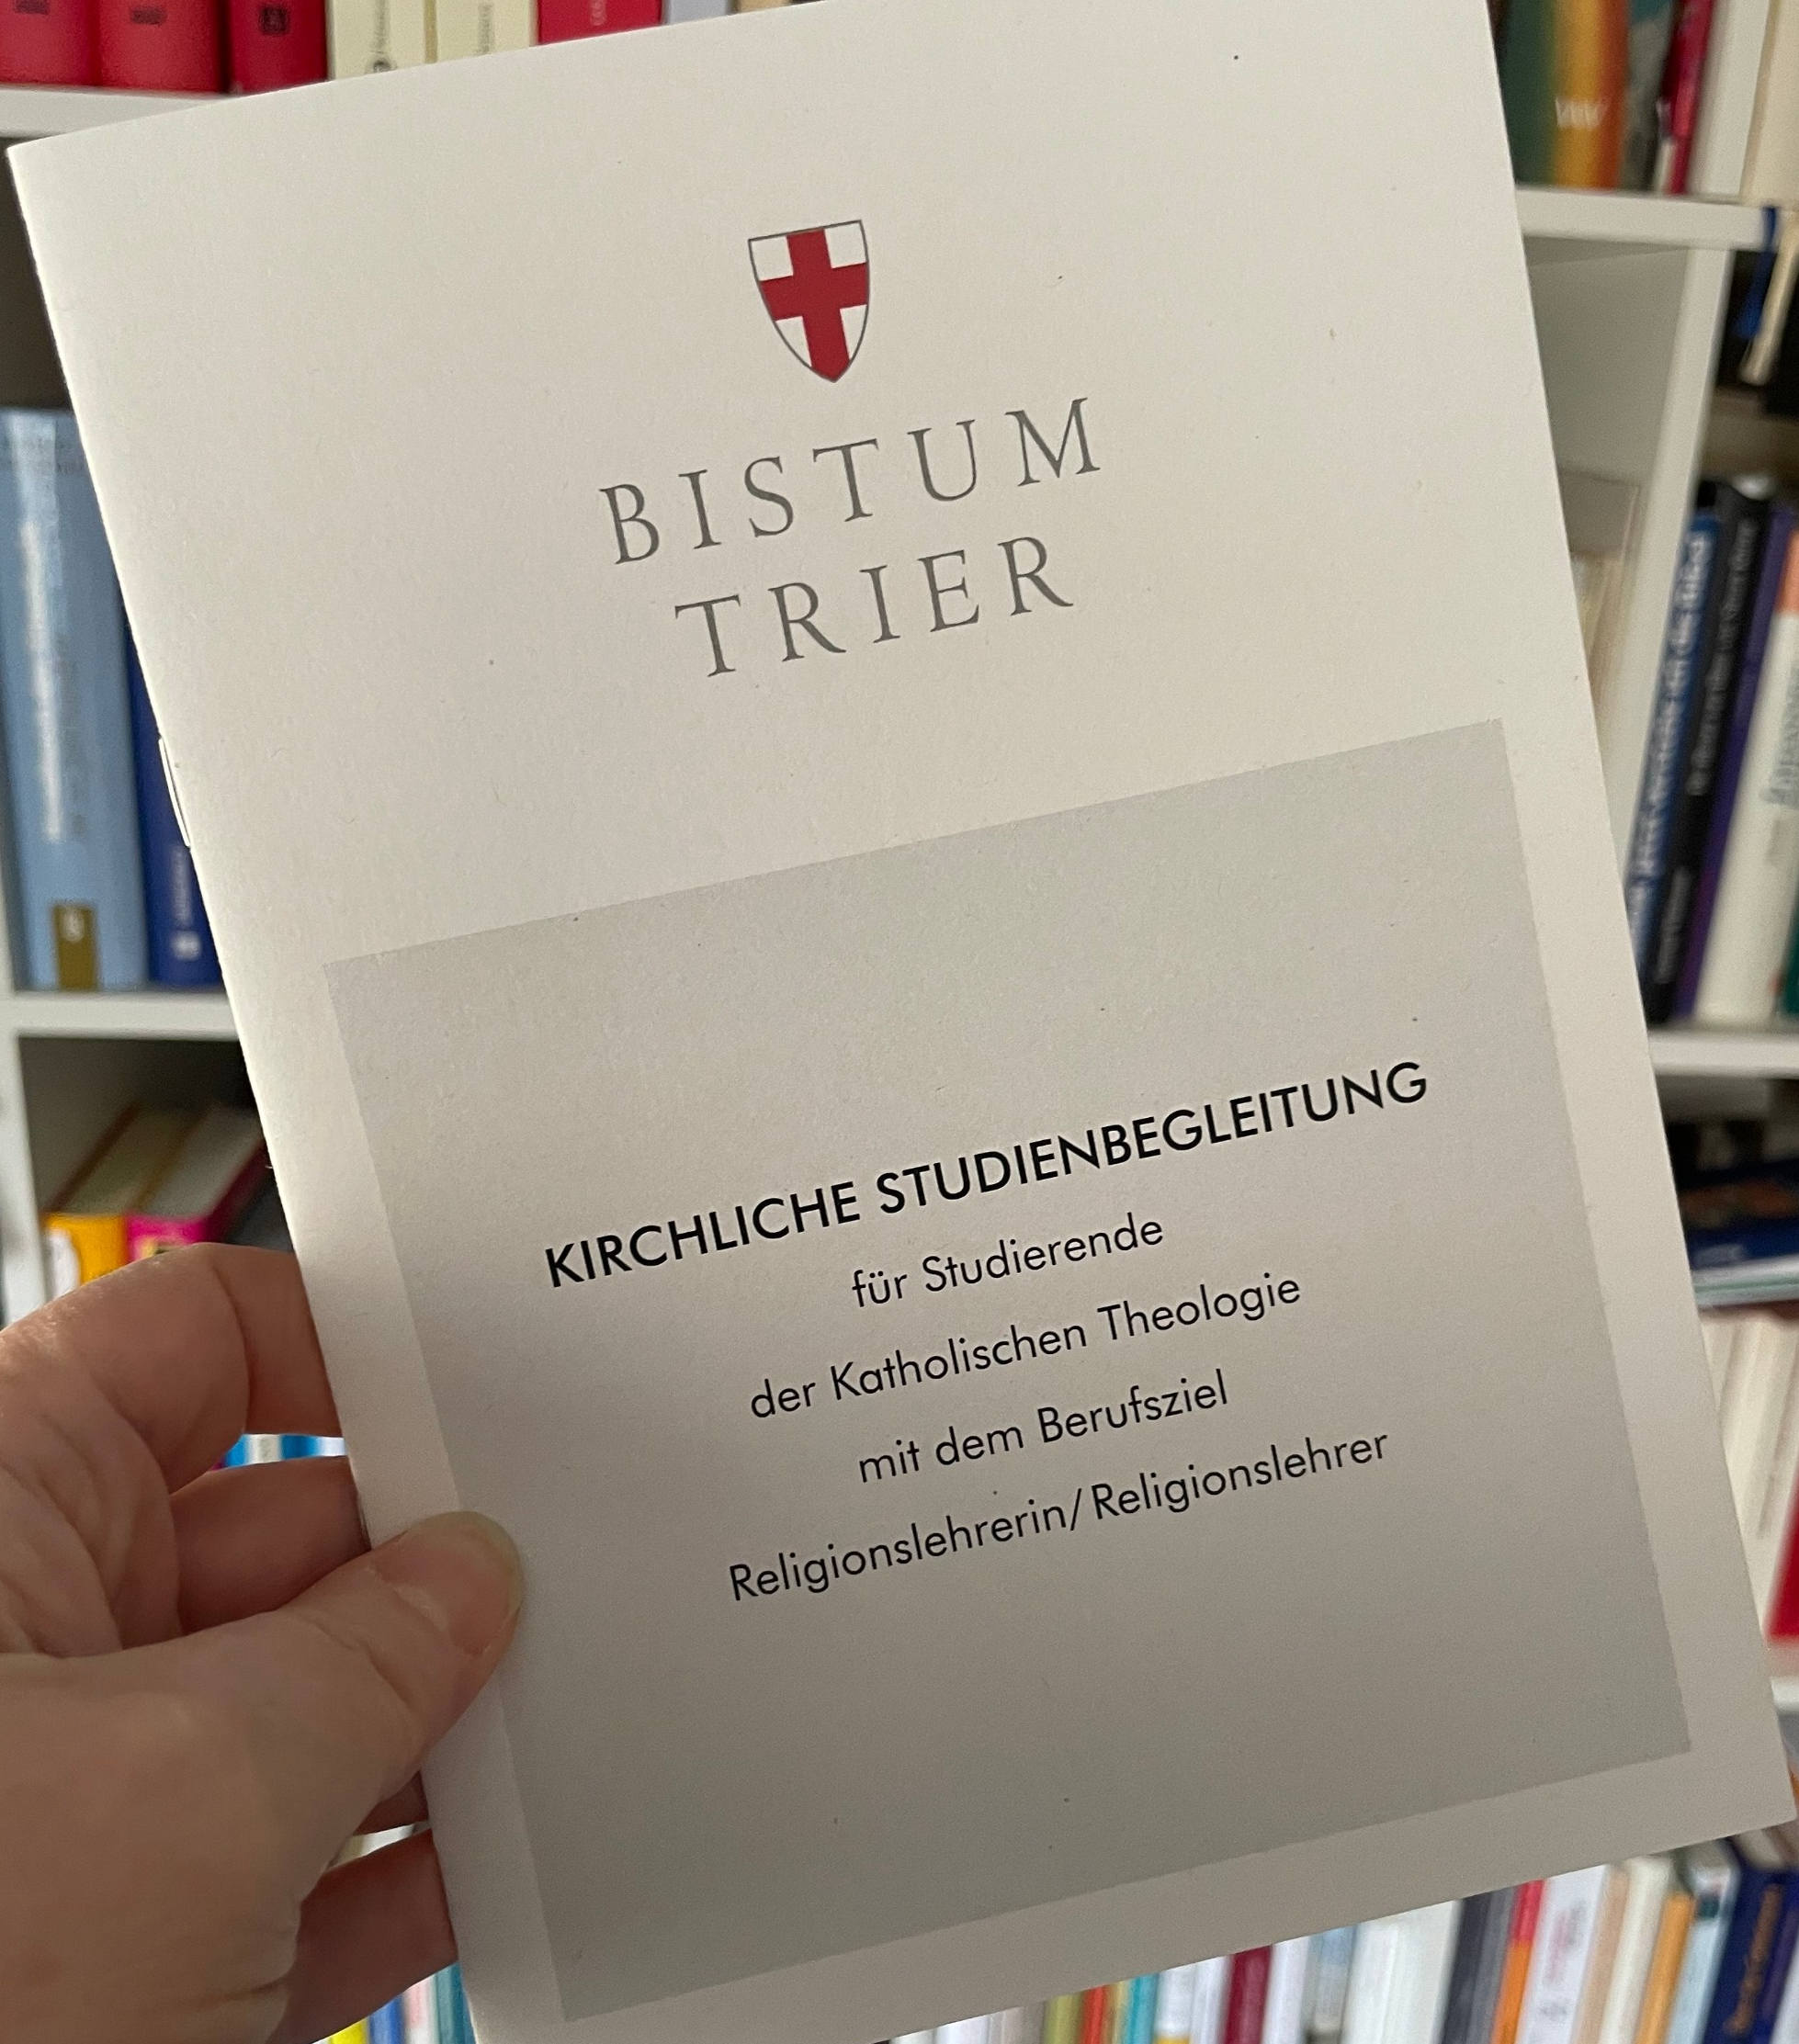 BISTUM
TRIER
KIRCHLICHE STUDIENBEGLEITUNG
für Studierende
der Katholischen Theologie
mit dem Berufsziel
Religionslehrerin/Religionslehrer